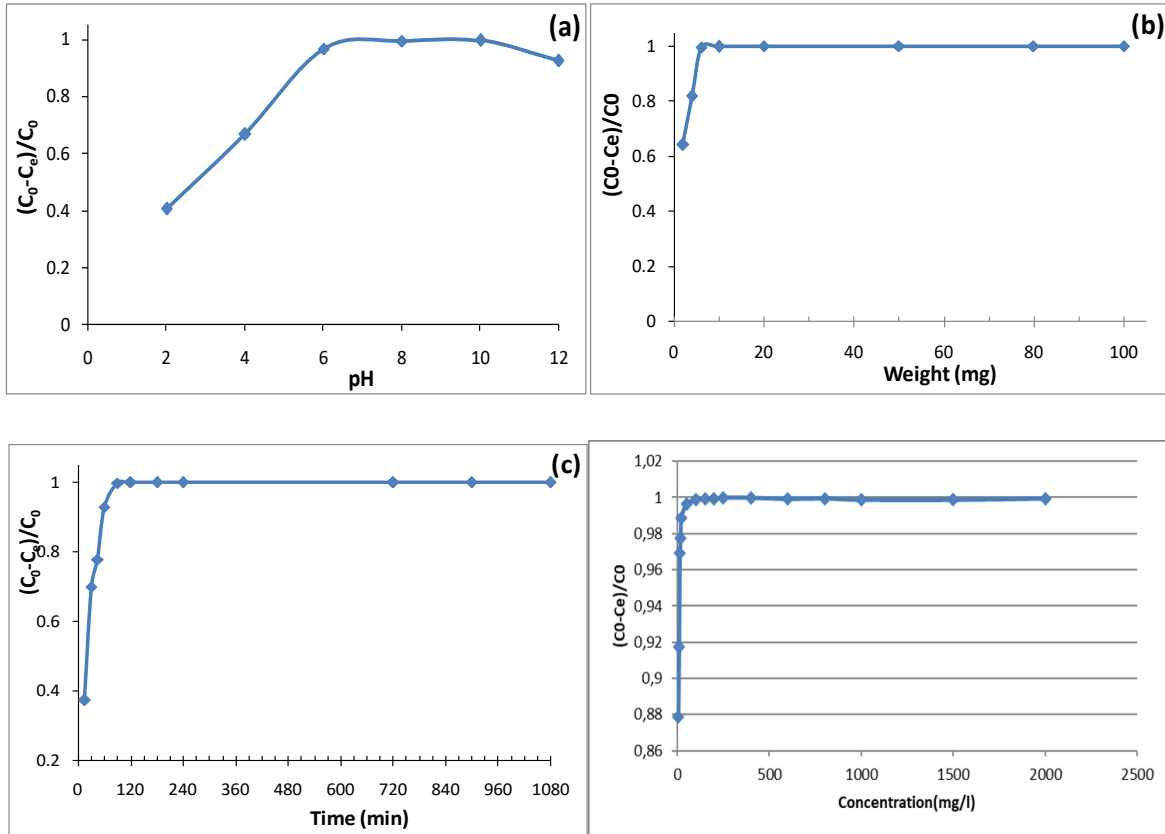 (a)
1
0.8
0.6
0.4
0.2
0
0 2 4 6 8 10 12
(C₀-Cₑ)/C₀
pH
(b)
1
0.8
0.6
0.4
0.2
0
0 20 40 60 80 100
(C0-Ce)/C0
Weight (mg)
(c)
1
0.8
0.6
0.4
0.2
0 120 240 360 480 600 720 840 960 1080
(C₀-Cₑ)/C₀
Time (min)
1,02
1
0,98
0,96
0,94
0,92
0,9
0,88
0,86
0 500 1000 1500 2000 2500
(C0-Ce)/C0
Concentration(mg/l)